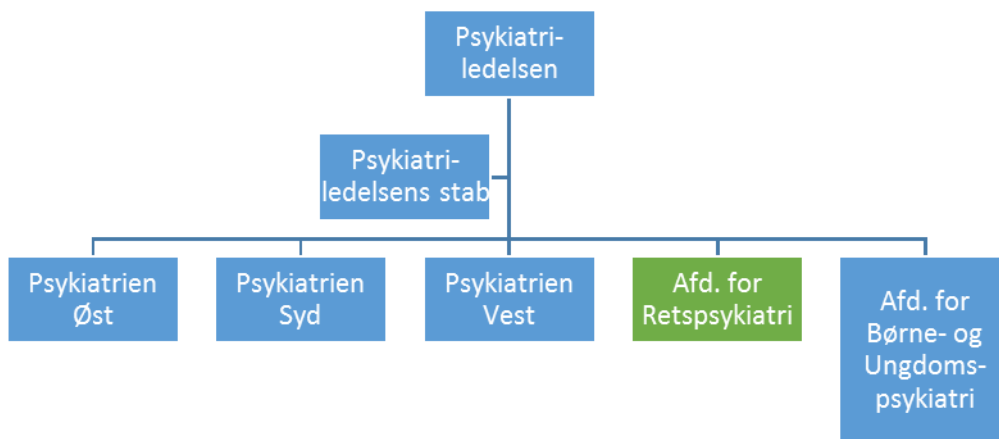 Psykiatri-
ledelsen
Psykiatri-
ledelsens stab
Psykiatrien
Øst
Psykiatrien
Syd
Psykiatrien
Vest
Afd. for
Retspsykiatri
Afd. for
Børne- og
Ungdoms-
psykiatri